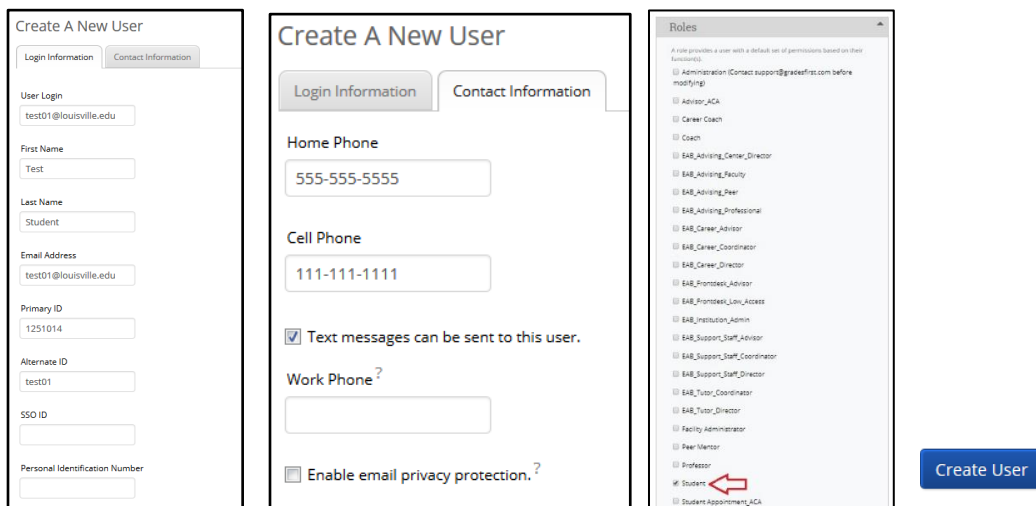 Create A New User
Login Information
Contact Information
User Login
test01@louisville.edu
First Name
Test
Last Name
Student
Email Address
test01@louisville.edu
Primary ID
1251014
Alternate ID
test01
SSO ID
Personal Identification Number
Create A New User
Login Information
Contact Information
Home Phone
555-555-5555
Cell Phone
111-111-1111
Text messages can be sent to this user.
Work Phone ?
Enable email privacy protection. ?
Roles
A role provides a user with a default set of permissions based on their
function(s).
Administration (Contact support@gradesfirst.com before
modifying)
Advisor_ACA
Career Coach
Coach
EAB_Advising_Center_Director
EAB_Advising_Faculty
EAB_Advising_Peer
EAB_Advising_Professional
EAB_Career_Advisor
EAB_Career_Coordinator
EAB_Career_Director
EAB_Frontdesk_Advisor
EAB_Frontdesk_Low_Access
EAB_Institution_Admin
EAB_Support_Staff_Advisor
EAB_Support_Staff_Coordinator
EAB_Support_Staff_Director
EAB_Tutor_Coordinator
EAB_Tutor_Director
Facility Administrator
Peer Mentor
Professor
Student
Student Appointment_ACA
Create User